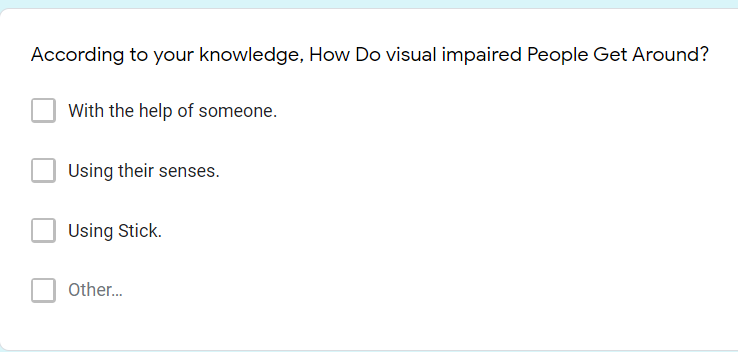 According to your knowledge, How Do visual impaired People Get Around?
With the help of someone.
Using their senses.
Using Stick.
Other...